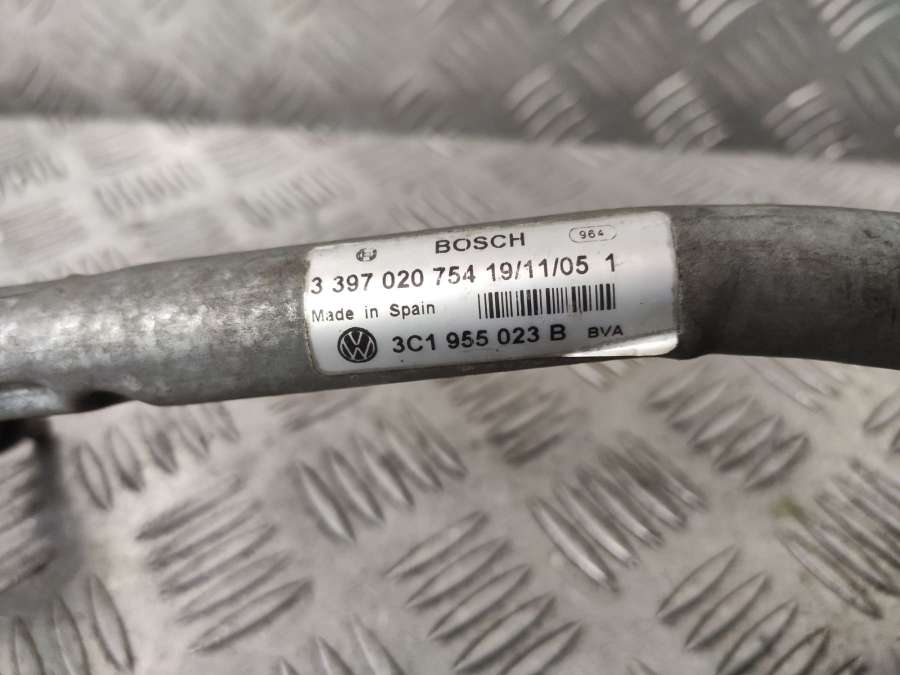 BOSCH 964
3 397 020 754 19/11/05 1
Made in Spain
3C1 955 023 B BVA